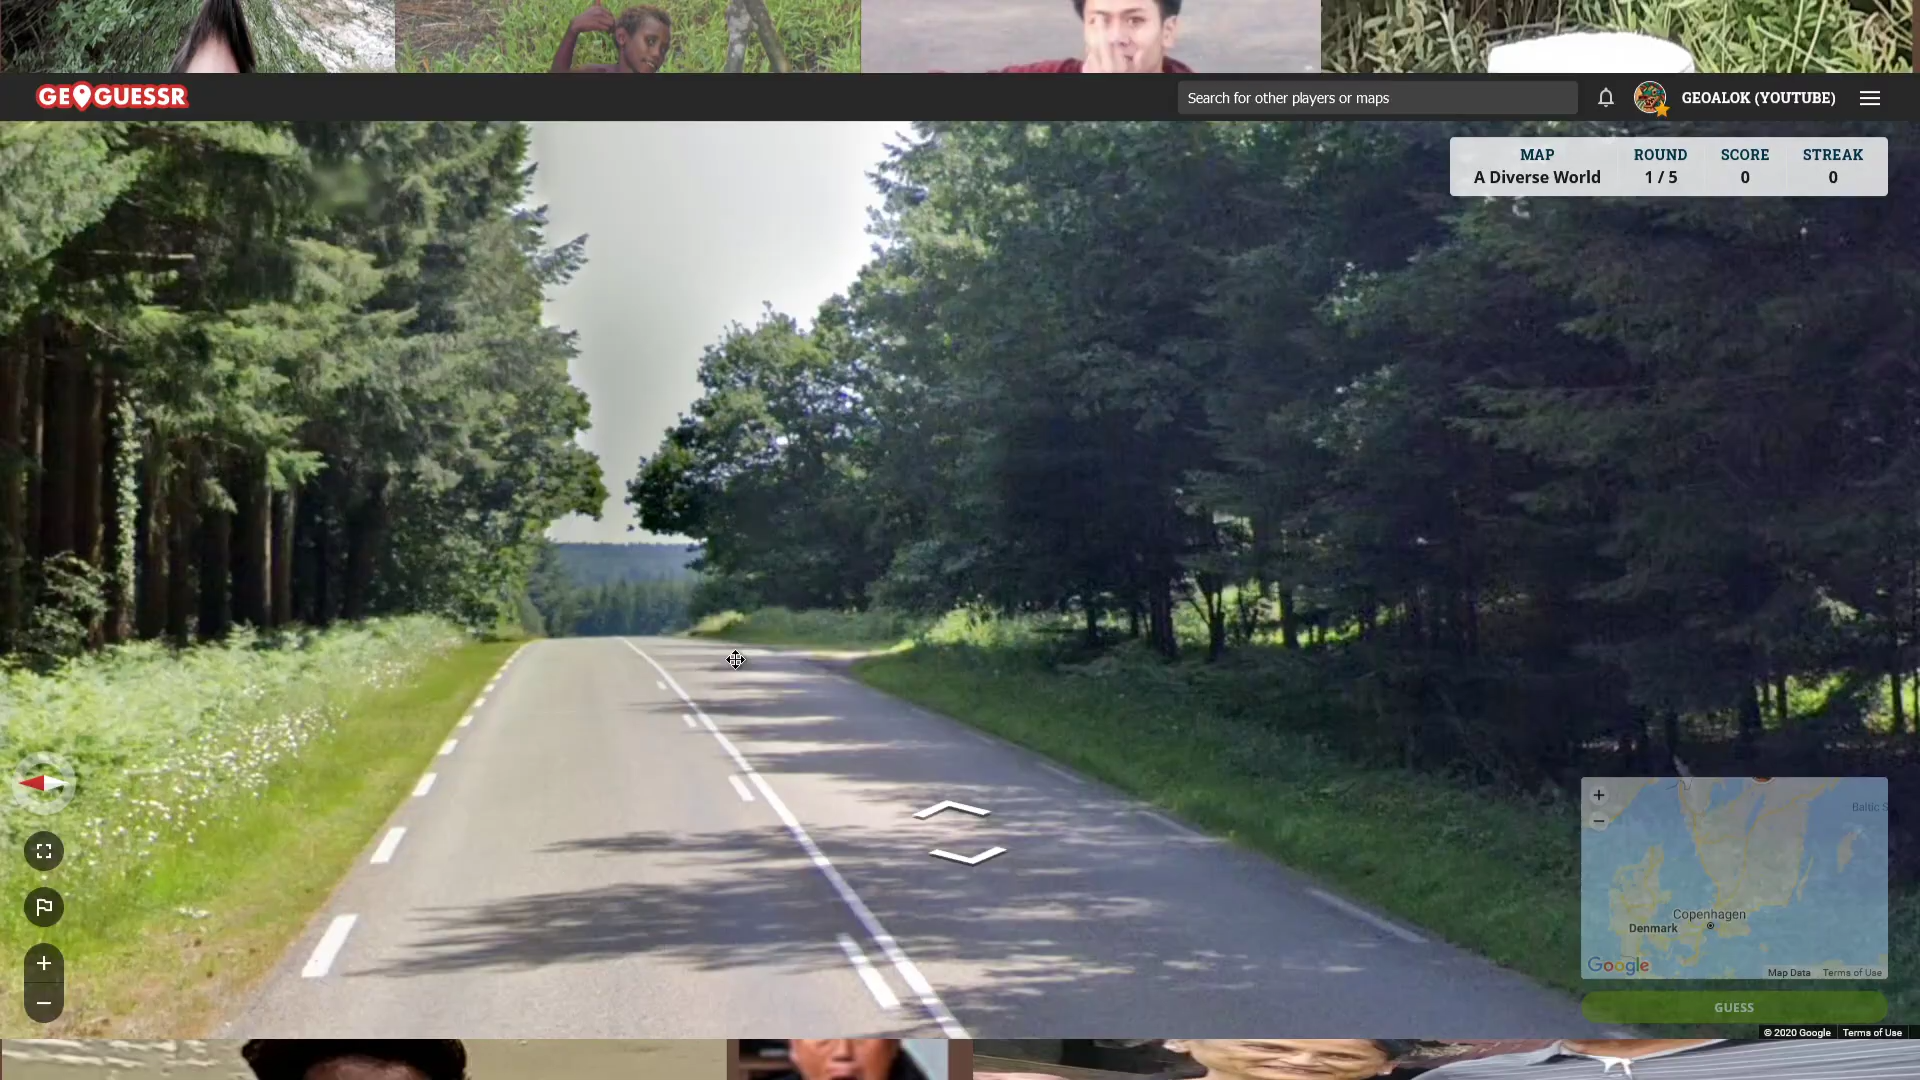 GEOGUESSR
Search for other players or maps
GEOALOK (YOUTUBE)
MAP ROUND SCORE STREAK
A Diverse World 1 / 5 0 0
+
−
Baltic S
Copenhagen
Denmark
Google
Map Data Terms of Use
+
−
GUESS
© 2020 Google Terms of Use